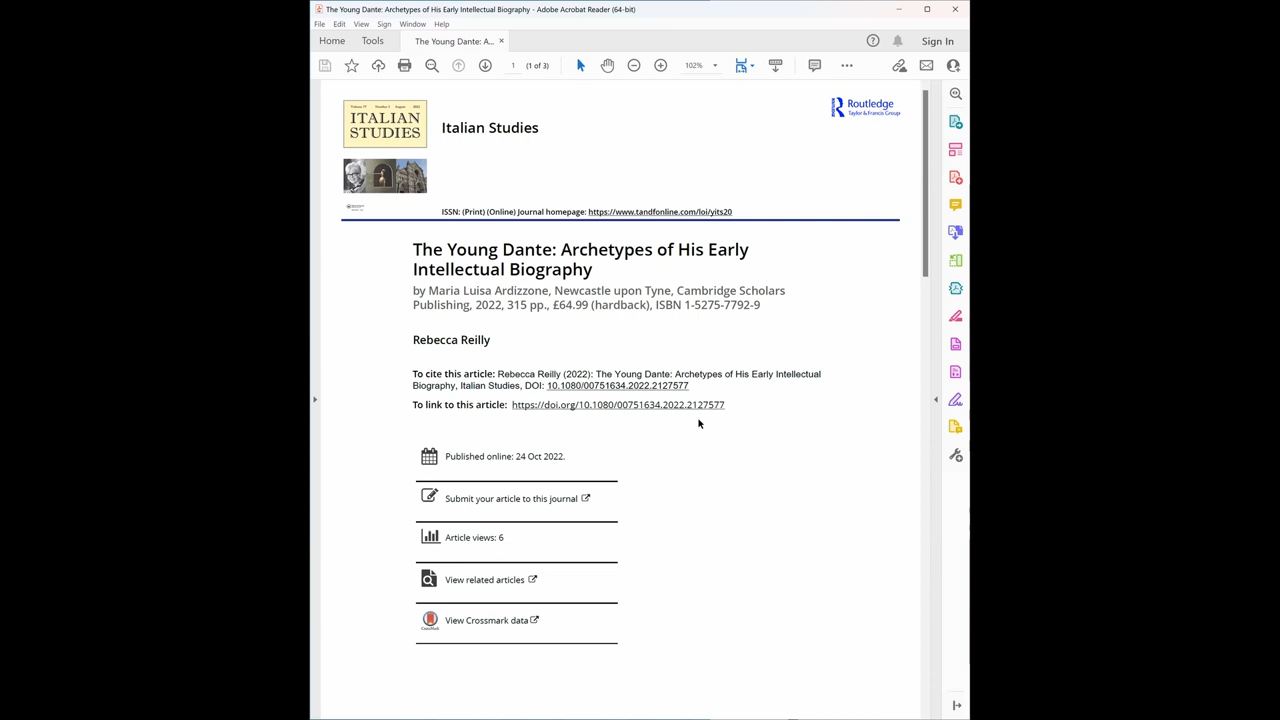 The Young Dante: Archetypes of His Early Intellectual Biography - Adobe Acrobat Reader (64-bit)
File Edit View Sign Window Help
Home Tools The Young Dante: A... × Sign In
1 (1 of 3) 102%
ITALIAN
STUDIES
Italian Studies
Routledge
Taylor & Francis Group
ISSN: (Print) (Online) Journal homepage: https://www.tandfonline.com/loi/yits20
The Young Dante: Archetypes of His Early
Intellectual Biography
by Maria Luisa Ardizzone, Newcastle upon Tyne, Cambridge Scholars
Publishing, 2022, 315 pp., £64.99 (hardback), ISBN 1-5275-7792-9
Rebecca Reilly
To cite this article: Rebecca Reilly (2022): The Young Dante: Archetypes of His Early Intellectual
Biography, Italian Studies, DOI: 10.1080/00751634.2022.2127577
To link to this article: https://doi.org/10.1080/00751634.2022.2127577
Published online: 24 Oct 2022.
Submit your article to this journal
Article views: 6
View related articles
View Crossmark data